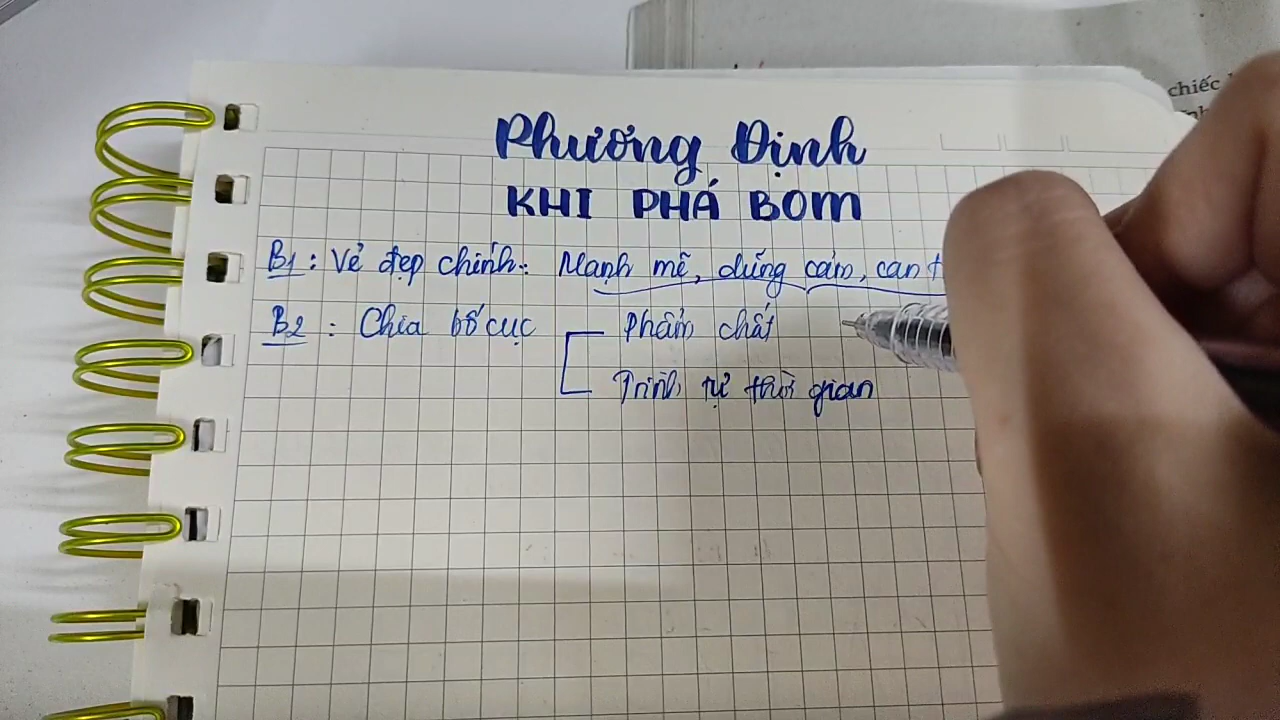 chiếc
Phương Định
KHI PHÁ BOM
B1 : Vẻ đẹp chính: Mạnh mẽ, dũng cảm, can
B2 : Chia bố cục
Phẩm chất
Trình tự thời gian